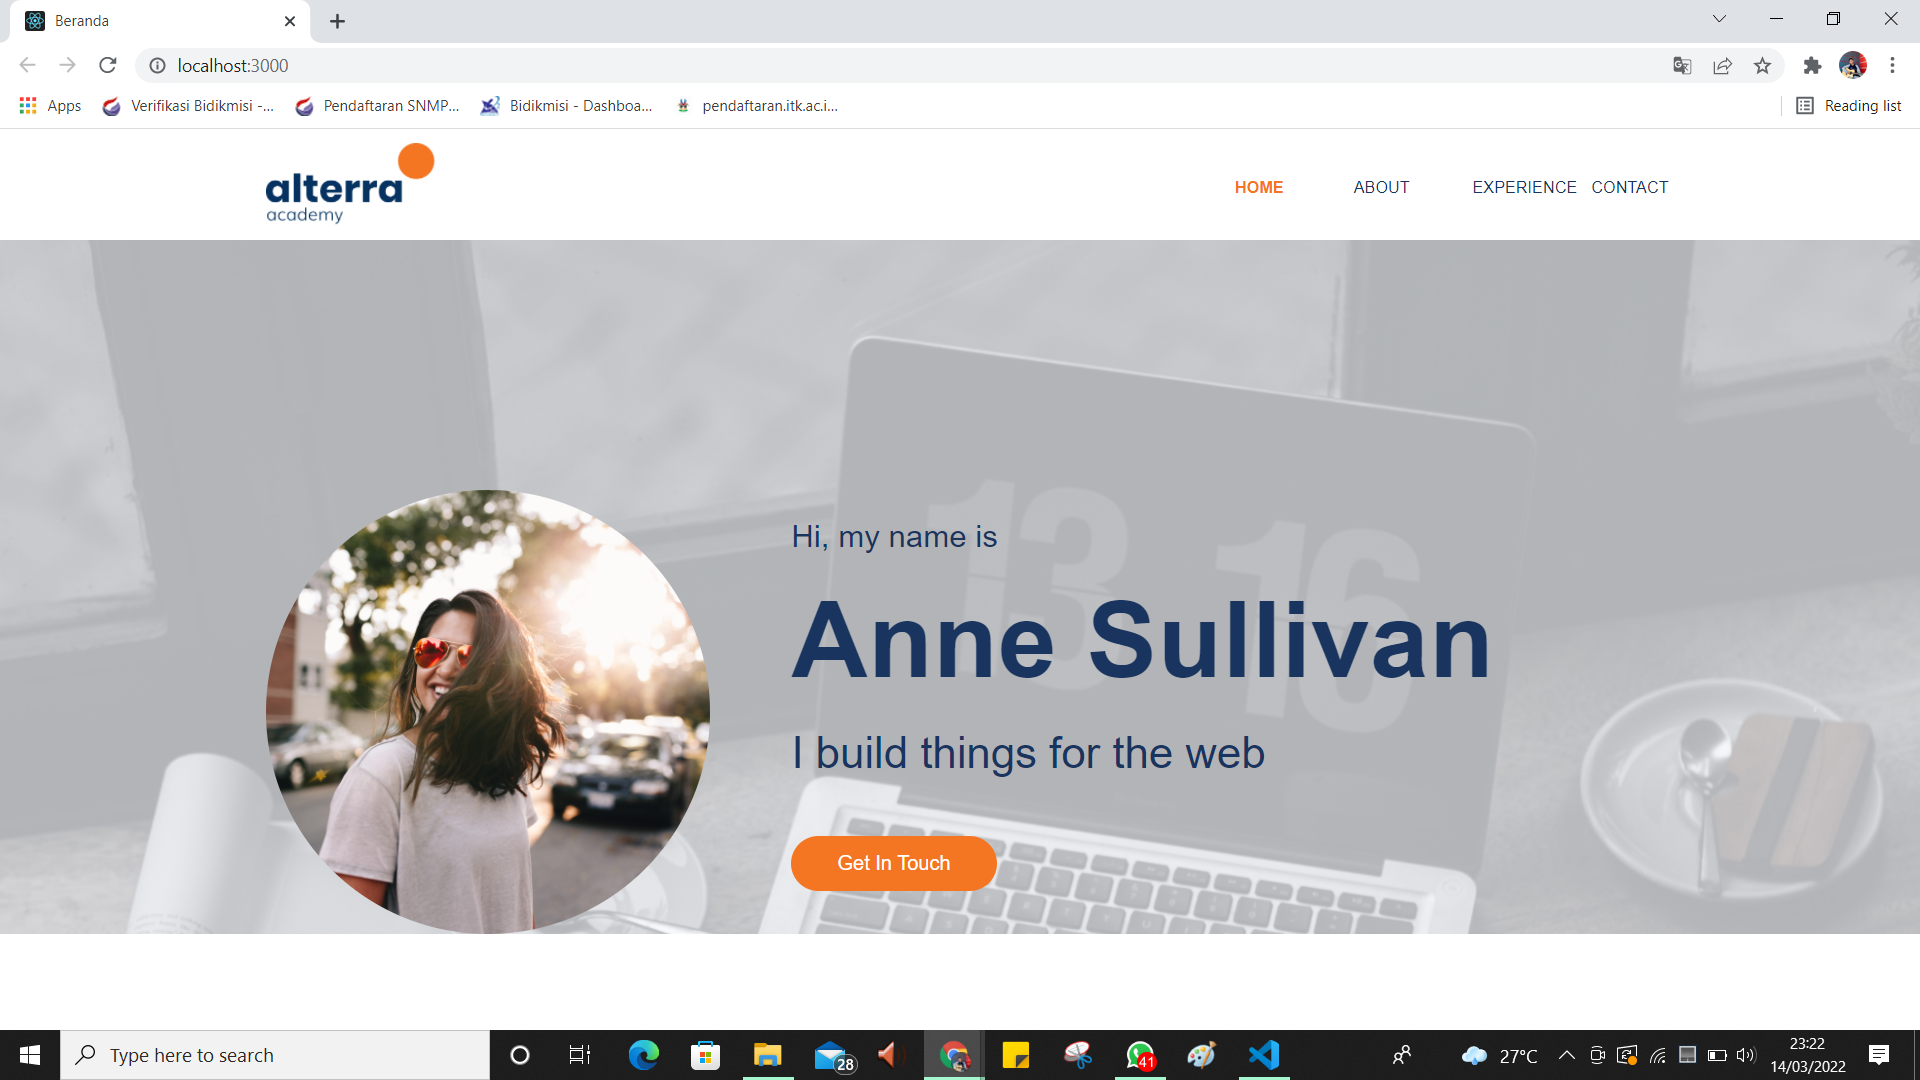 Beranda
localhost:3000
Apps
Verifikasi Bidikmisi -...
Pendaftaran SNMP...
Bidikmisi - Dashboa...
pendaftaran.itk.ac.i...
Reading list
alterra
academy
HOME
ABOUT
EXPERIENCE
CONTACT
13 16
Hi, my name is
Anne Sullivan
I build things for the web
Get In Touch
Type here to search
28
41
27°C
23:22
14/03/2022